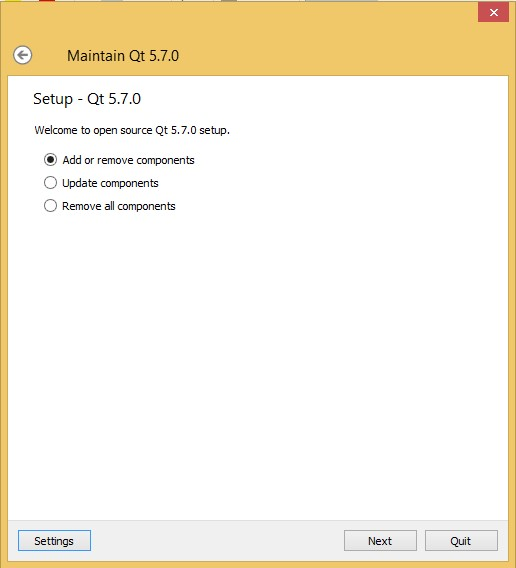 Maintain Qt 5.7.0
Setup - Qt 5.7.0
Welcome to open source Qt 5.7.0 setup.
Add or remove components
Update components
Remove all components
Settings
Next
Quit